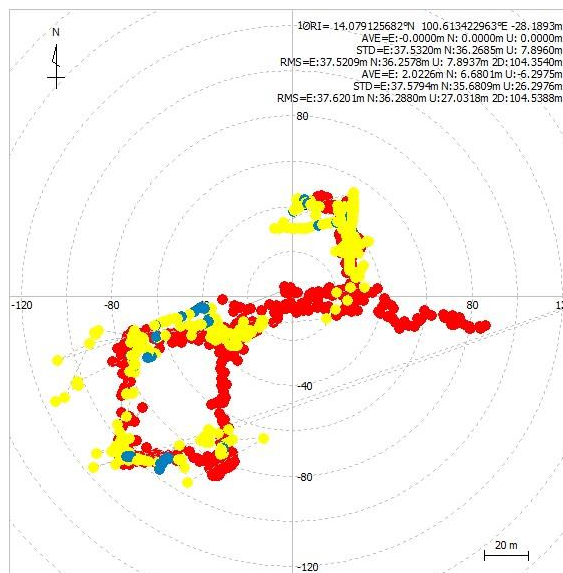 ORI= 14.079125682°N 100.613422963°E -28.1893m
AVE=E:-0.0000m N: 0.0000m U: 0.0000m
STD=E:37.5320m N:36.2685m U: 7.8960m
RMS=E:37.5209m N:36.2578m U: 7.8937m 2D:104.3540m
AVE=E: 2.0226m N: 6.6801m U:-6.2975m
STD=E:37.5794m N:35.6809m U:26.2976m
RMS=E:37.6201m N:36.2880m U:27.0318m 2D:104.5388m
N
80
-120
-80
80
-40
-80
20 m
-120